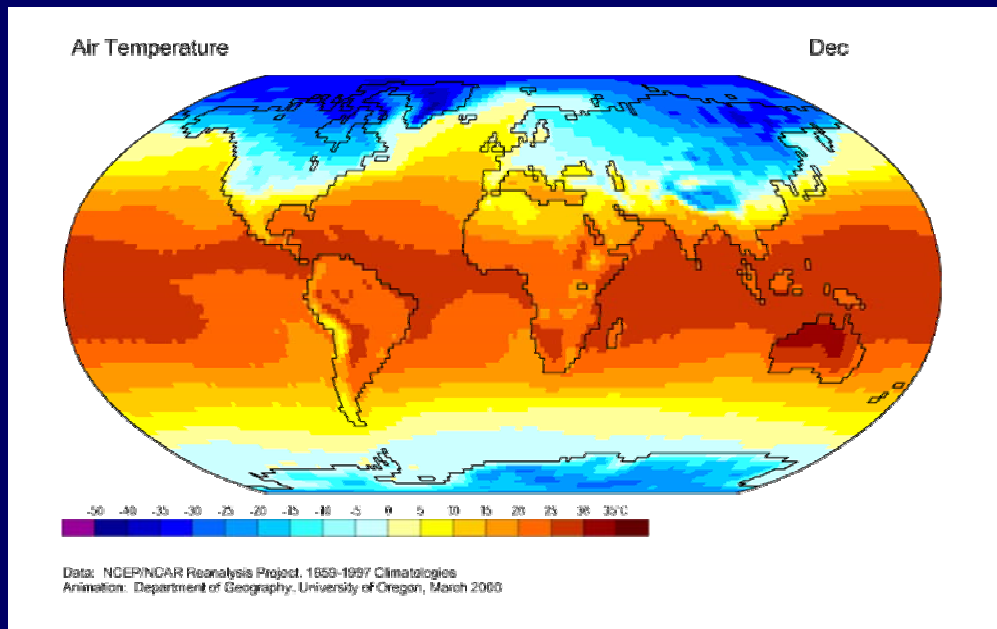 Air Temperature
Dec
-50 -40 -35 -30 -25 -20 -15 -10 -5 0 5 10 15 20 25 30 35°C
Data: NCEP/NCAR Reanalysis Project, 1959-1997 Climatologies
Animation: Department of Geography, University of Oregon, March 2000